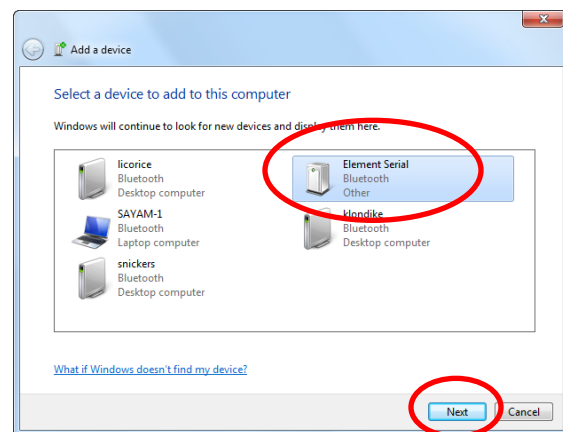 Add a device
Select a device to add to this computer
Windows will continue to look for new devices and display them here.
licorice
Bluetooth
Desktop computer
Element Serial
Bluetooth
Other
SAYAM-1
Bluetooth
Laptop computer
klondike
Bluetooth
Desktop computer
snickers
Bluetooth
Desktop computer
What if Windows doesn't find my device?
Next
Cancel